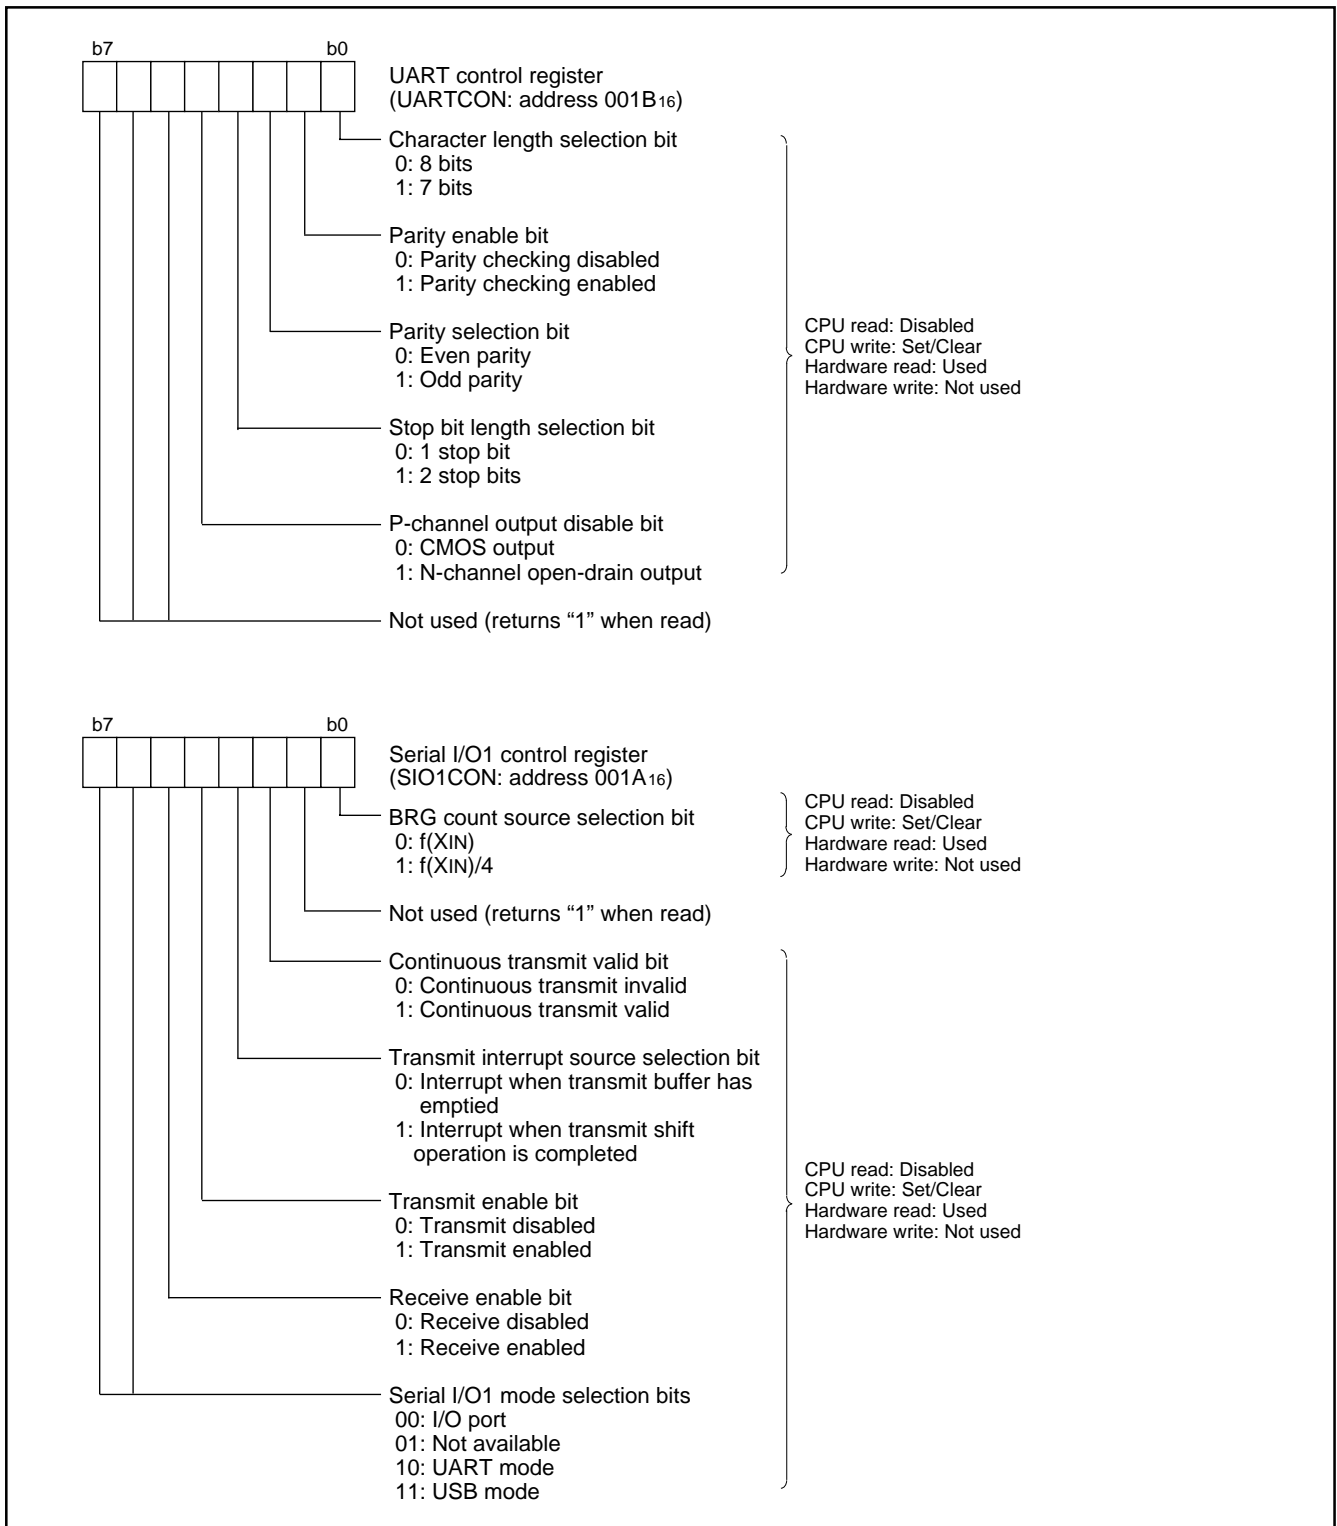 b7 b0
UART control register
(UARTCON: address 001B16)
Character length selection bit
0: 8 bits
1: 7 bits
Parity enable bit
0: Parity checking disabled
1: Parity checking enabled
Parity selection bit
0: Even parity
1: Odd parity
Stop bit length selection bit
0: 1 stop bit
1: 2 stop bits
P-channel output disable bit
0: CMOS output
1: N-channel open-drain output
CPU read: Disabled
CPU write: Set/Clear
Hardware read: Used
Hardware write: Not used
Not used (returns “1” when read)
b7 b0
Serial I/O1 control register
(SIO1CON: address 001A16)
BRG count source selection bit
0: f(XIN)
1: f(XIN)/4
CPU read: Disabled
CPU write: Set/Clear
Hardware read: Used
Hardware write: Not used
Not used (returns “1” when read)
Continuous transmit valid bit
0: Continuous transmit invalid
1: Continuous transmit valid
Transmit interrupt source selection bit
0: Interrupt when transmit buffer has
emptied
1: Interrupt when transmit shift
operation is completed
Transmit enable bit
0: Transmit disabled
1: Transmit enabled
Receive enable bit
0: Receive disabled
1: Receive enabled
Serial I/O1 mode selection bits
00: I/O port
01: Not available
10: UART mode
11: USB mode
CPU read: Disabled
CPU write: Set/Clear
Hardware read: Used
Hardware write: Not used